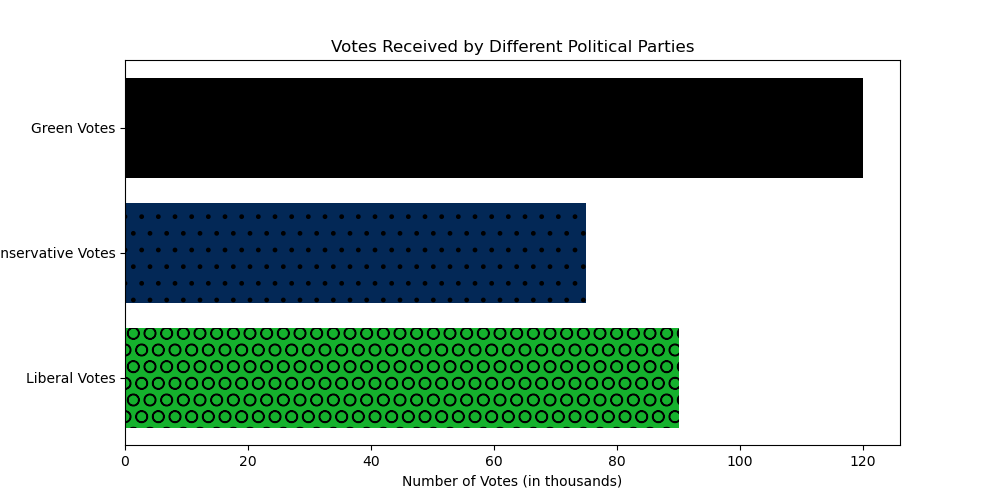 Votes Received by Different Political Parties
Green Votes
nservative Votes
Liberal Votes
0 20 40 60 80 100 120
Number of Votes (in thousands)